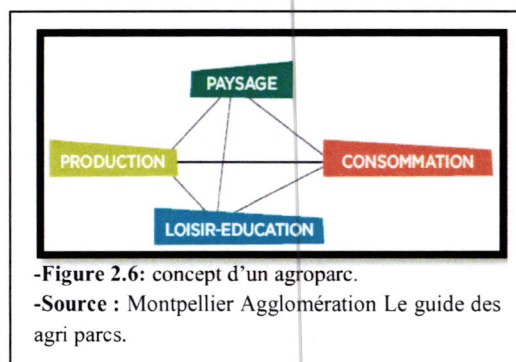 PAYSAGE
PRODUCTION
CONSOMMATION
LOISIR-EDUCATION
-Figure 2.6: concept d'un agroparc.
-Source : Montpellier Agglomération Le guide des
agri parcs.